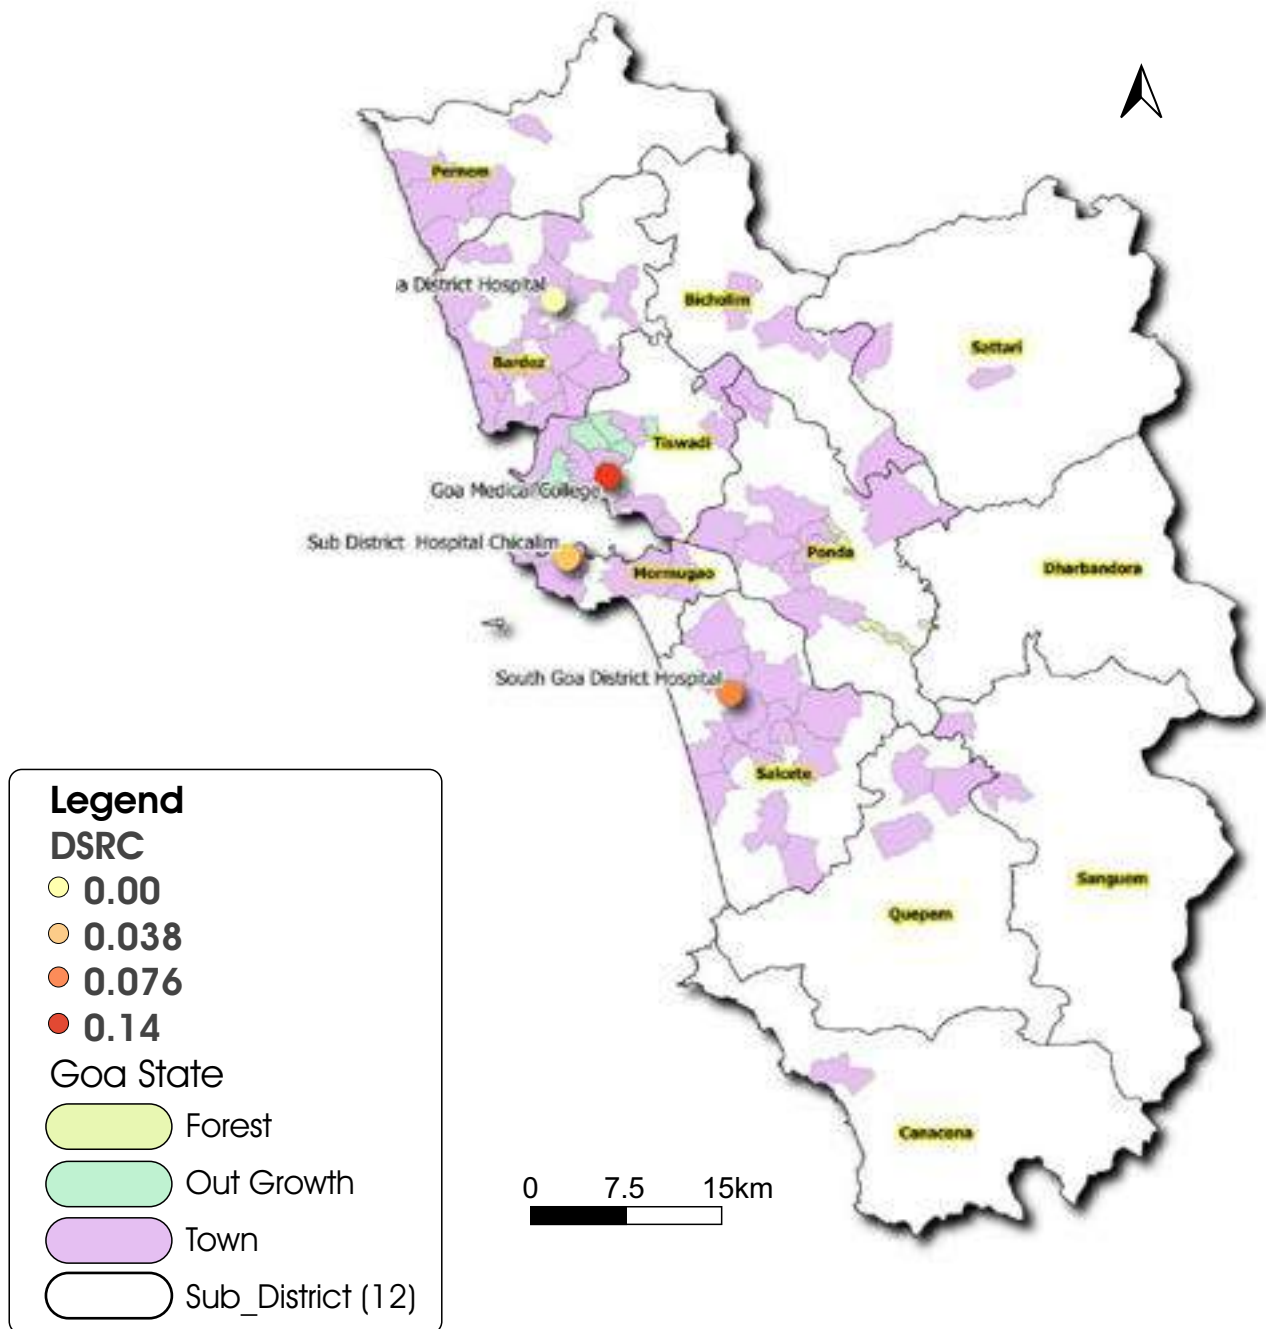 Pernem
a District Hospital
Bicholim
Sattari
Bardez
Tiswadi
Goa Medical College
Sub District Hospital Chicalim
Ponda
Mormugao
Dharbandora
South Goa District Hospital
Salcete
Legend
DSRC
0.00
0.038
0.076
0.14
Goa State
Forest
Out Growth
Town
Sub_District (12)
Sanguem
Quepem
Canacona
0 7.5 15km